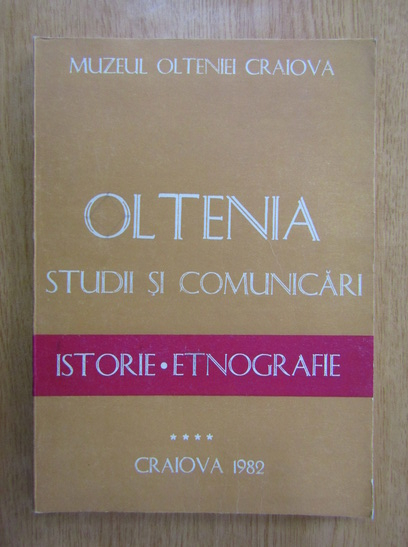 MUZEUL OLTENIEI CRAIOVA
OLTENIA
STUDII ȘI COMUNICĂRI
ISTORIE • ETNOGRAFIE
****
CRAIOVA 1982